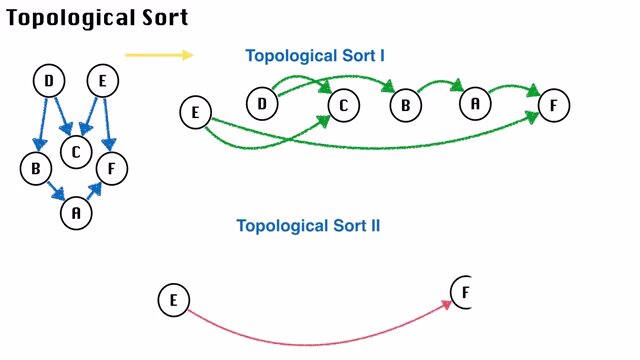 Topological Sort
Topological Sort I
D E
E D C B A F
C
B F
A
Topological Sort II
E F